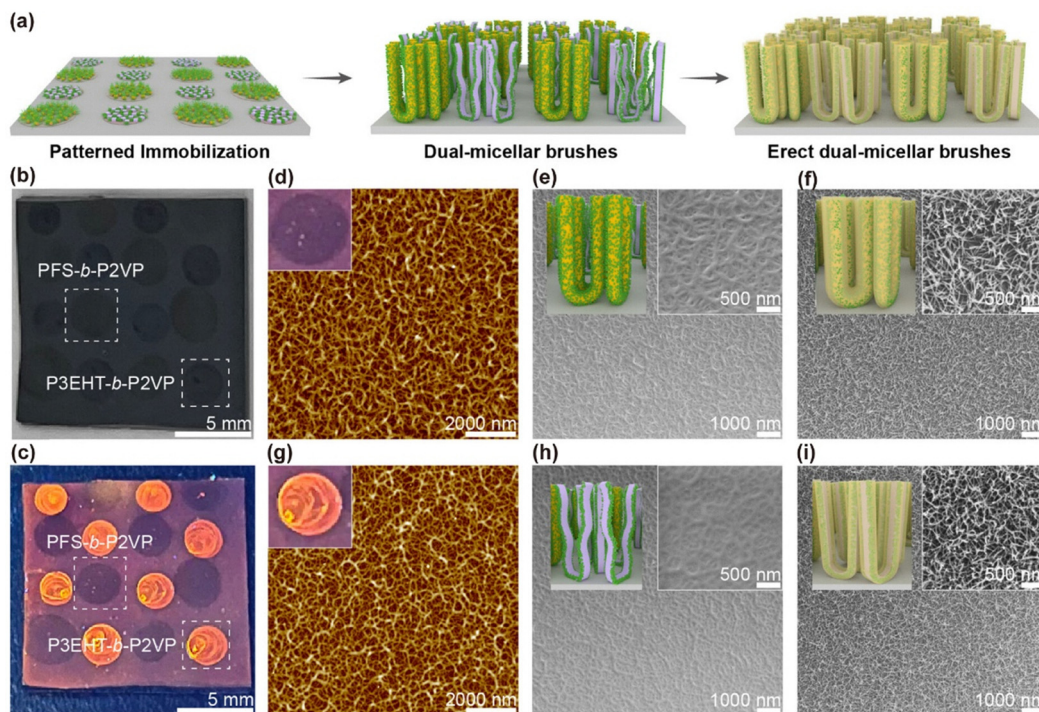 (a)
Patterned Immobilization
Dual-micellar brushes
Erect dual-micellar brushes
(b)
PFS-b-P2VP
P3EHT-b-P2VP
5 mm
(d)
2000 nm
(e)
500 nm
1000 nm
(f)
500 nm
1000 nm
(c)
PFS-b-P2VP
P3EHT-b-P2VP
5 mm
(g)
2000 nm
(h)
500 nm
1000 nm
(i)
500 nm
1000 nm